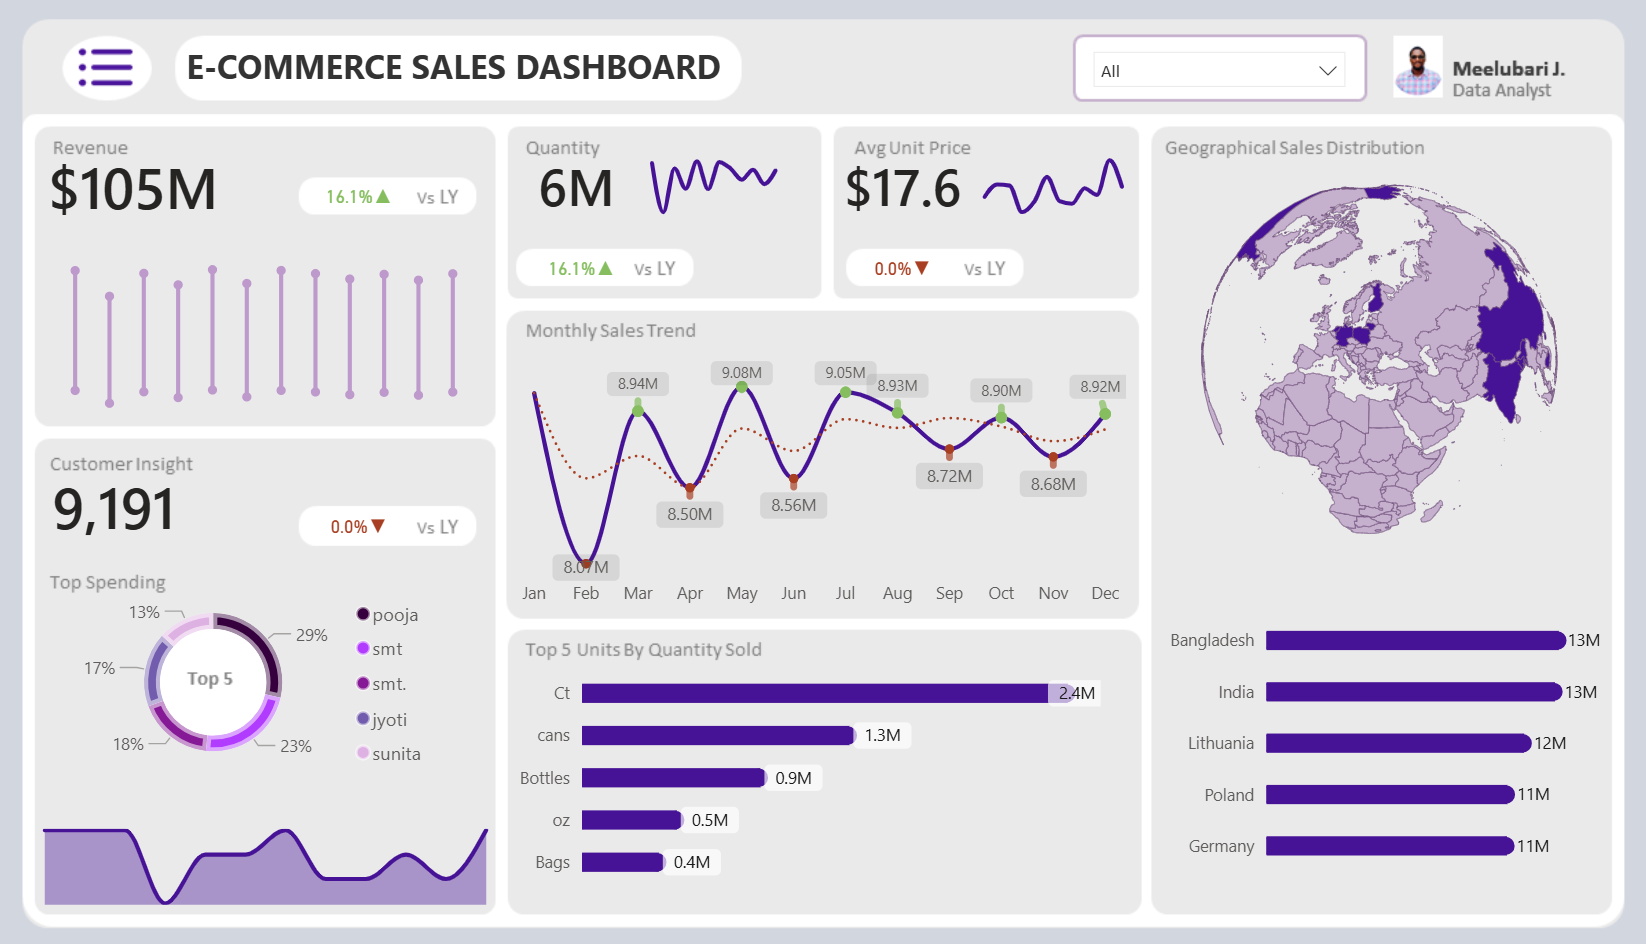 E-COMMERCE SALES DASHBOARD
All
Meelubari J.
Data Analyst
Revenue
$105M
16.1% ▲ Vs LY
Quantity
6M
16.1% ▲ Vs LY
Avg Unit Price
$17.6
0.0% ▼ Vs LY
Geographical Sales Distribution
Monthly Sales Trend
8.07M
8.94M
8.50M
9.08M
8.56M
9.05M
8.93M
8.72M
8.90M
8.68M
8.92M
Jan Feb Mar Apr May Jun Jul Aug Sep Oct Nov Dec
Customer Insight
9,191
0.0% ▼ Vs LY
Top Spending
13%
29%
17%
Top 5
18%
23%
pooja
smt
smt.
jyoti
sunita
Top 5 Units By Quantity Sold
Ct 2.4M
cans 1.3M
Bottles 0.9M
oz 0.5M
Bags 0.4M
Bangladesh 13M
India 13M
Lithuania 12M
Poland 11M
Germany 11M